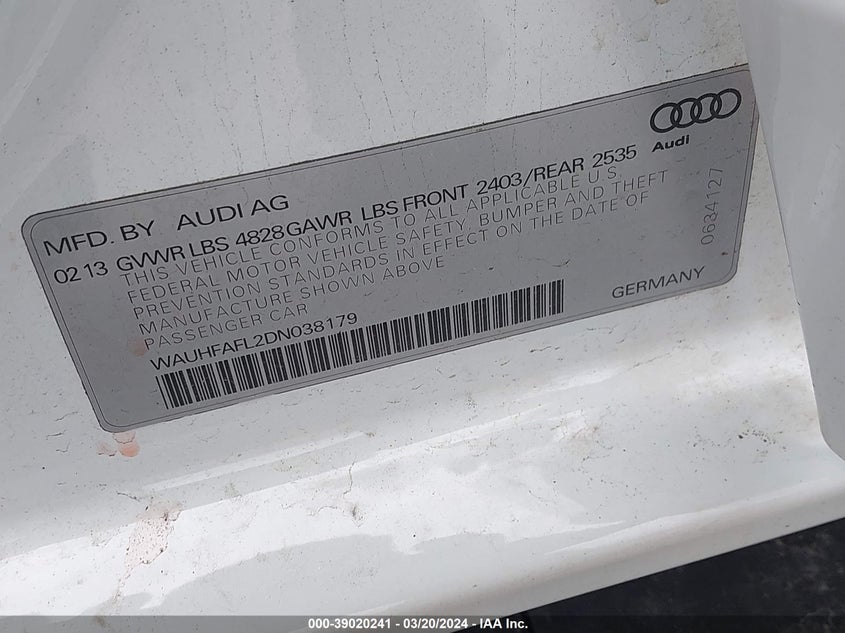 Audi
MFD. BY AUDI AG
02 13 GVWR LBS 4828 GAWR LBS FRONT 2403/REAR 2535
THIS VEHICLE CONFORMS TO ALL APPLICABLE U.S.
FEDERAL MOTOR VEHICLE SAFETY, BUMPER AND THEFT
PREVENTION STANDARDS IN EFFECT ON THE DATE OF
MANUFACTURE SHOWN ABOVE
PASSENGER CAR
WAUHFAFL2DN038179
GERMANY
0634127
000-39020241 - 03/20/2024 - IAA Inc.